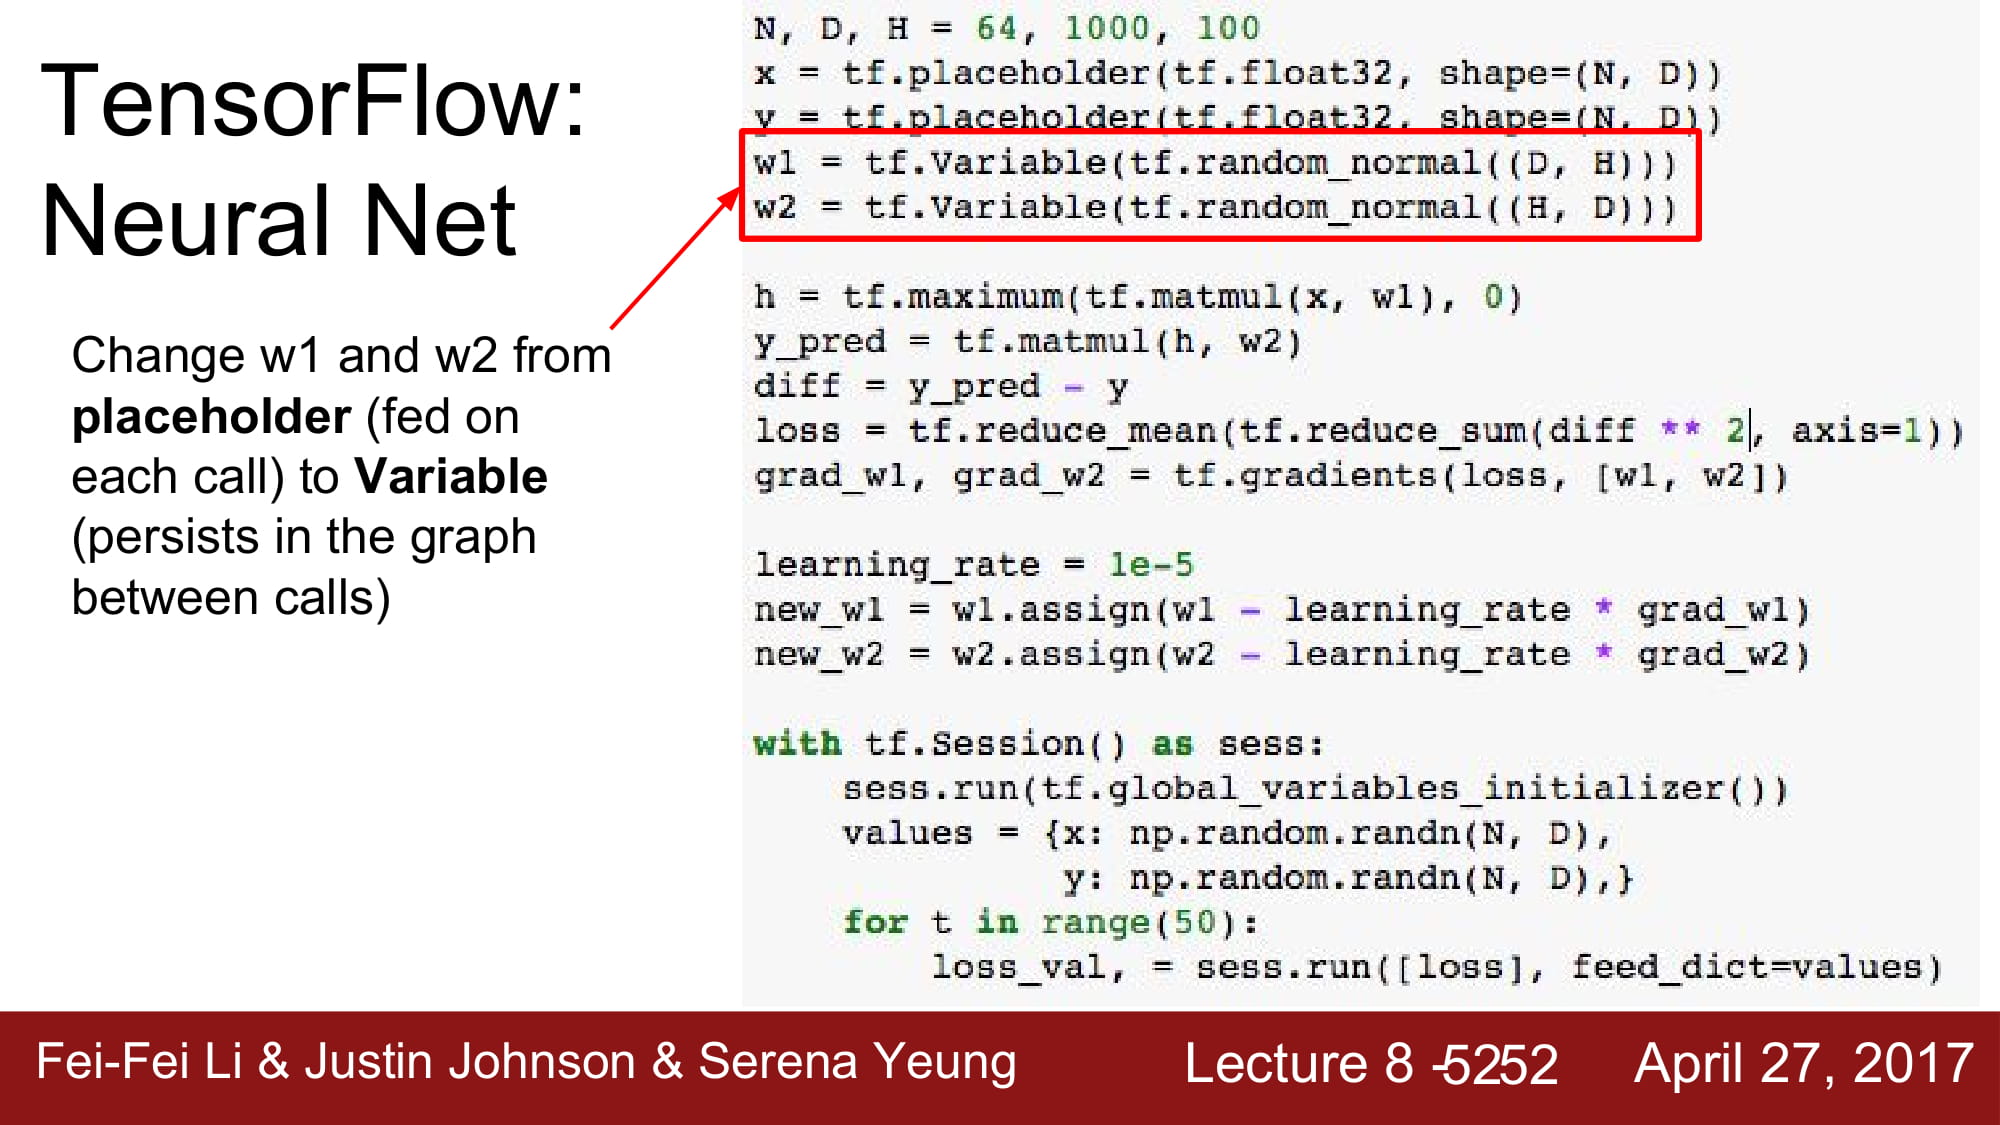 TensorFlow:
Neural Net
Change w1 and w2 from
placeholder (fed on
each call) to Variable
(persists in the graph
between calls)
N, D, H = 64, 1000, 100
x = tf.placeholder(tf.float32, shape=(N, D))
y = tf.placeholder(tf.float32, shape=(N, D))
w1 = tf.Variable(tf.random_normal((D, H)))
w2 = tf.Variable(tf.random_normal((H, D)))
h = tf.maximum(tf.matmul(x, w1), 0)
y_pred = tf.matmul(h, w2)
diff = y_pred - y
loss = tf.reduce_mean(tf.reduce_sum(diff ** 2, axis=1))
grad_w1, grad_w2 = tf.gradients(loss, [w1, w2])
learning_rate = 1e-5
new_w1 = w1.assign(w1 - learning_rate * grad_w1)
new_w2 = w2.assign(w2 - learning_rate * grad_w2)
with tf.Session() as sess:
    sess.run(tf.global_variables_initializer())
    values = {x: np.random.randn(N, D),
              y: np.random.randn(N, D),}
    for t in range(50):
        loss_val, = sess.run([loss], feed_dict=values)
Fei-Fei Li & Justin Johnson & Serena Yeung Lecture 8 -5252 April 27, 2017